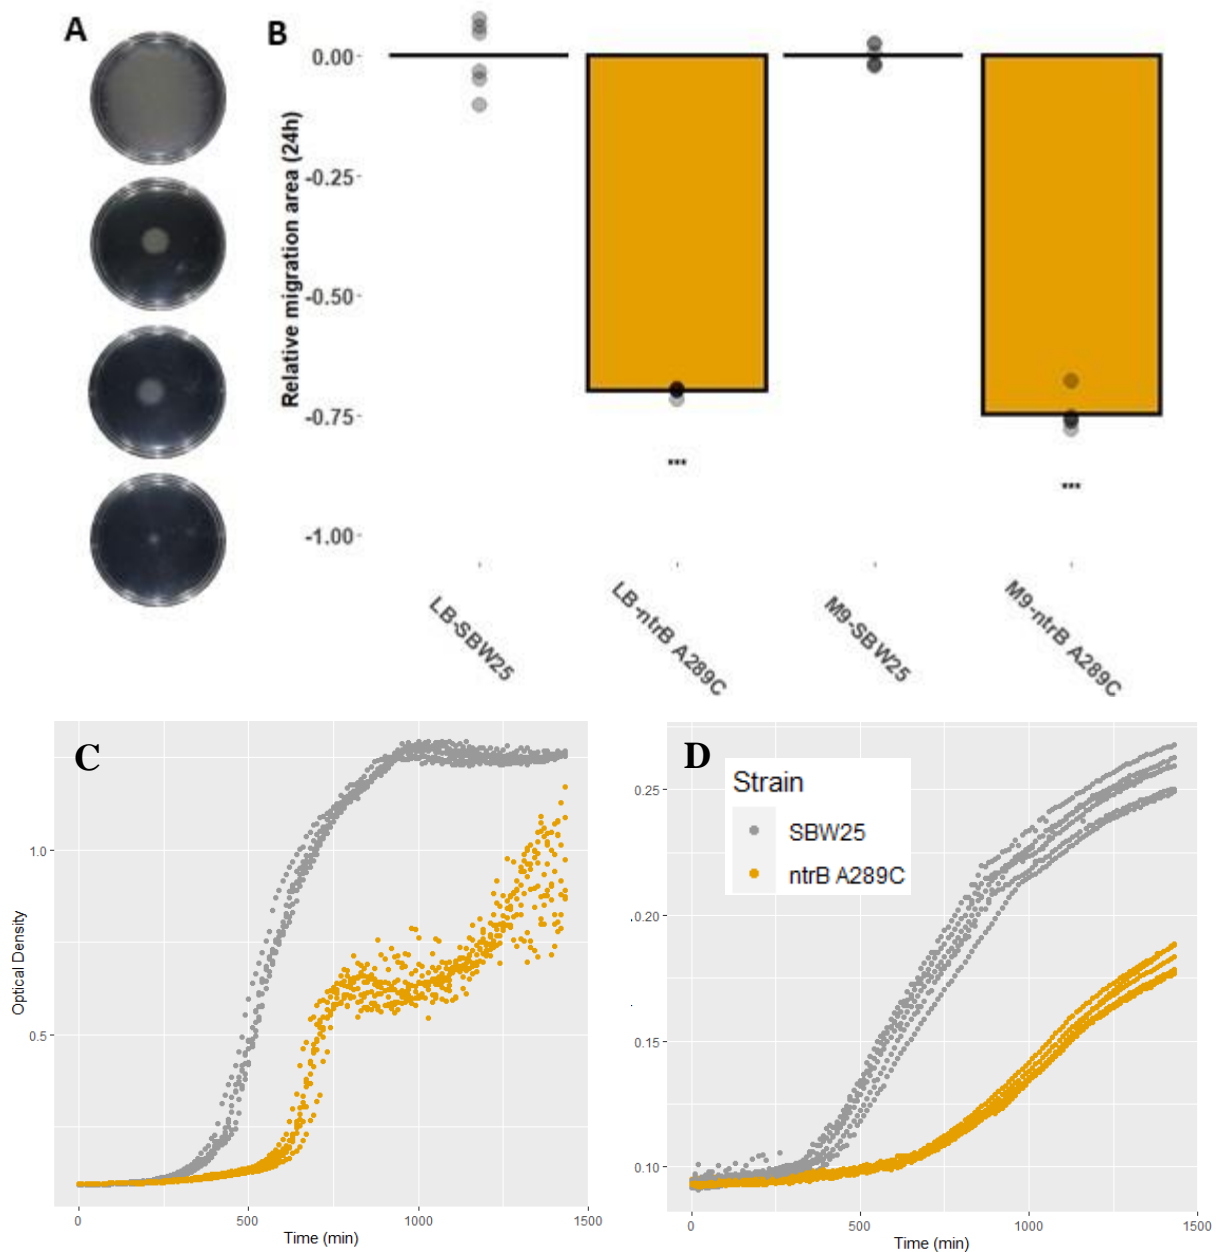 A
B
Relative migration area (24h)
0.00
-0.25
-0.50
-0.75
-1.00
***
***
LB-SBW25
LB-ntrB A289C
M9-SBW25
M9-ntrB A289C
C
Optical Density
1.0
0.5
0
500
1000
1500
Time (min)
D
Strain
SBW25
ntrB A289C
0.25
0.20
0.15
0.10
0
500
1000
1500
Time (min)